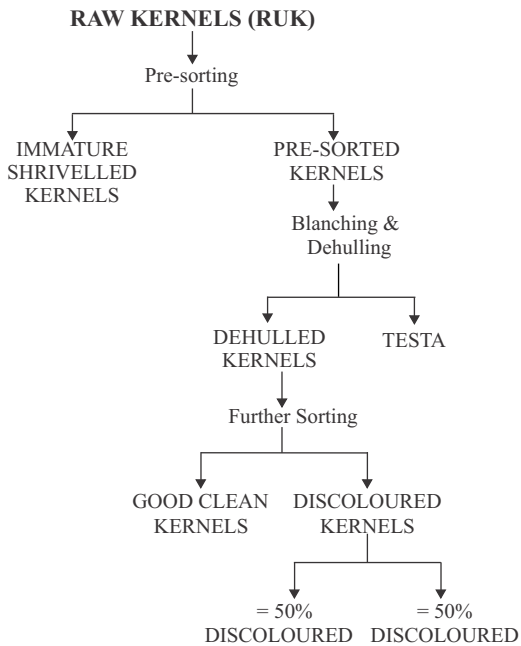 RAW KERNELS (RUK)
Pre-sorting
IMMATURE
SHRIVELLED
KERNELS
PRE-SORTED
KERNELS
Blanching &
Dehulling
DEHULLED
KERNELS
TESTA
Further Sorting
GOOD CLEAN
KERNELS
DISCOLOURED
KERNELS
= 50%
DISCOLOURED
= 50%
DISCOLOURED